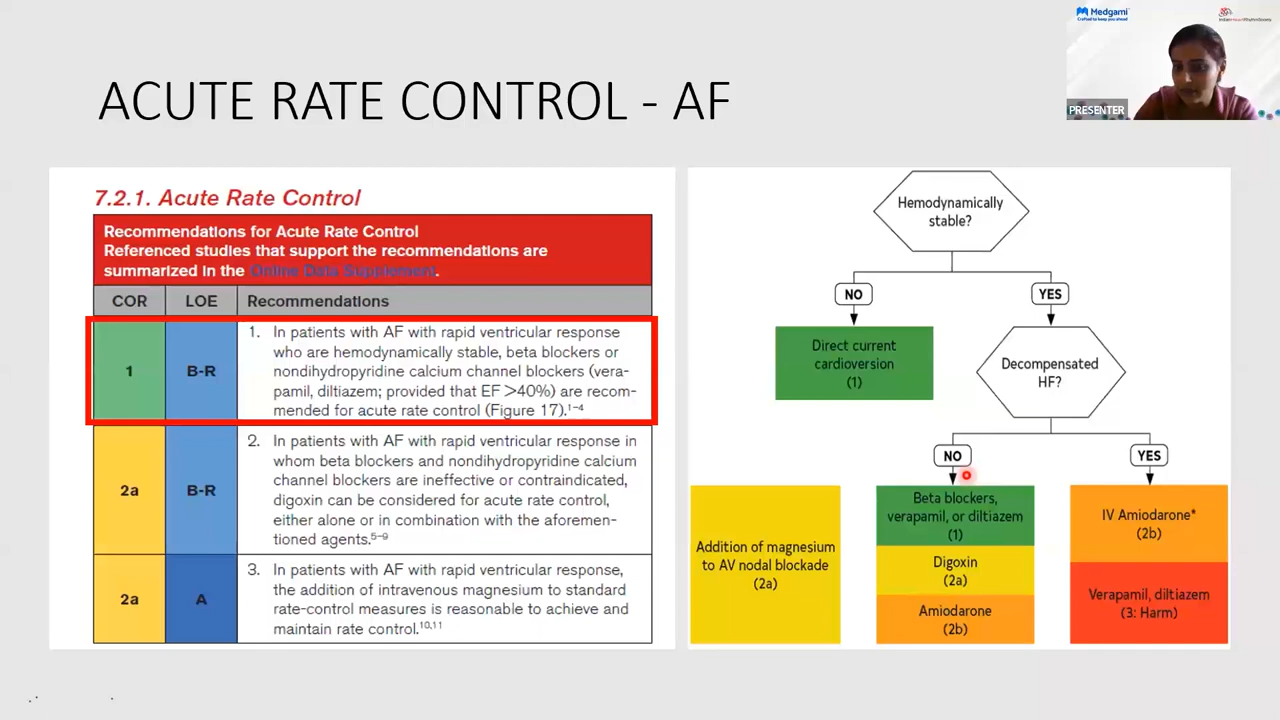 Medgami
Crafted to keep you ahead
PRESENTER
ACUTE RATE CONTROL - AF
7.2.1. Acute Rate Control
Recommendations for Acute Rate Control
Referenced studies that support the recommendations are
summarized in the Online Data Supplement.
COR LOE Recommendations
1 B-R
1. In patients with AF with rapid ventricular response
who are hemodynamically stable, beta blockers or
nondihydropyridine calcium channel blockers (vera-
pamil, diltiazem; provided that EF >40%) are recom-
mended for acute rate control (Figure 17).1–4
2a B-R
2. In patients with AF with rapid ventricular response in
whom beta blockers and nondihydropyridine calcium
channel blockers are ineffective or contraindicated,
digoxin can be considered for acute rate control,
either alone or in combination with the aforemen-
tioned agents.5–9
2a A
3. In patients with AF with rapid ventricular response,
the addition of intravenous magnesium to standard
rate-control measures is reasonable to achieve and
maintain rate control.10,11
Hemodynamically
stable?
NO
YES
Direct current
cardioversion
(1)
Decompensated
HF?
NO
YES
Addition of magnesium
to AV nodal blockade
(2a)
Beta blockers,
verapamil, or diltiazem
(1)
Digoxin
(2a)
Amiodarone
(2b)
IV Amiodarone*
(2b)
Verapamil, diltiazem
(3: Harm)